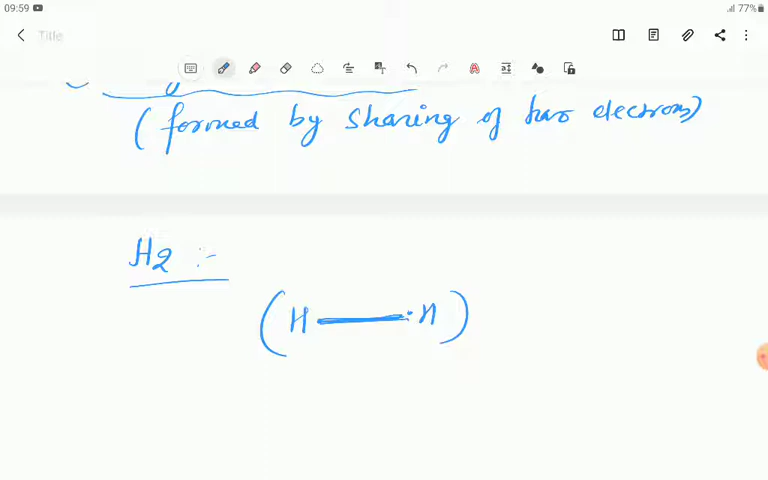 09:59
77%
Title
(formed by sharing of two electrons)
H2 :-
(H — H)